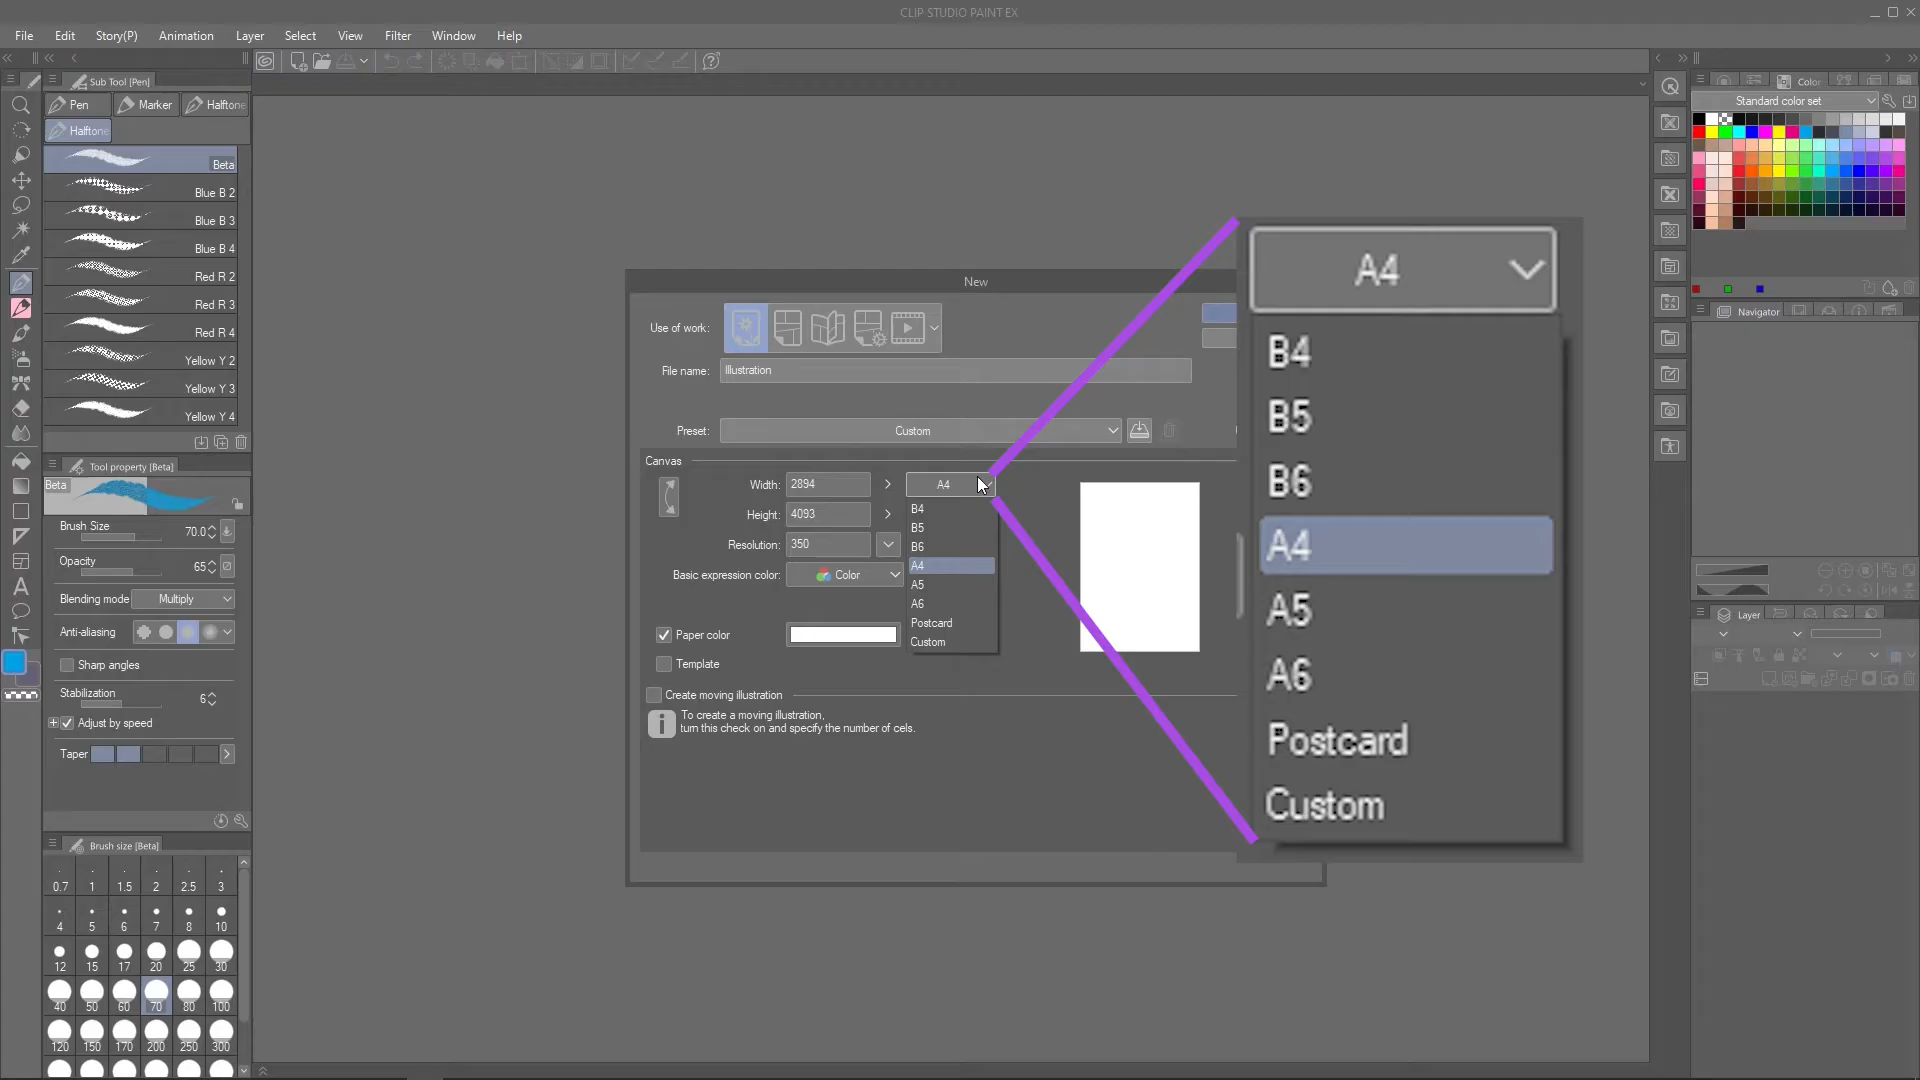 CLIP STUDIO PAINT EX
File Edit Story(P) Animation Layer Select View Filter Window Help
Sub Tool [Pen]
Pen Marker Halftone
Halftone
Beta
Blue B 2
Blue B 3
Blue B 4
Red R 2
Red R 3
Red R 4
Yellow Y 2
Yellow Y 3
Yellow Y 4
Tool property [Beta]
Beta
Brush Size 70.0
Opacity 65
Blending mode Multiply
Anti-aliasing
Sharp angles
Stabilization 6
Adjust by speed
Taper
Brush size [Beta]
0.7 1 1.5 2 2.5 3
4 5 6 7 8 10
12 15 17 20 25 30
40 50 60 70 80 100
120 150 170 200 250 300
New
Use of work:
File name: Illustration
Preset: Custom
Canvas
Width: 2894 A4
Height: 4093
Resolution: 350
Basic expression color: Color
Paper color
Template
B4
B5
B6
A4
A5
A6
Postcard
Custom
Create moving illustration
To create a moving illustration,
turn this check on and specify the number of cels.
A4
B4
B5
B6
A4
A5
A6
Postcard
Custom
Color
Standard color set
Navigator
Layer